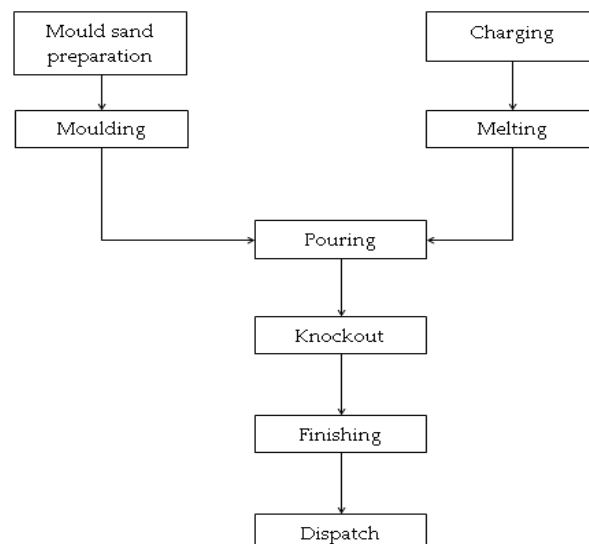 Mould sand
preparation
Charging
Moulding
Melting
Pouring
Knockout
Finishing
Dispatch